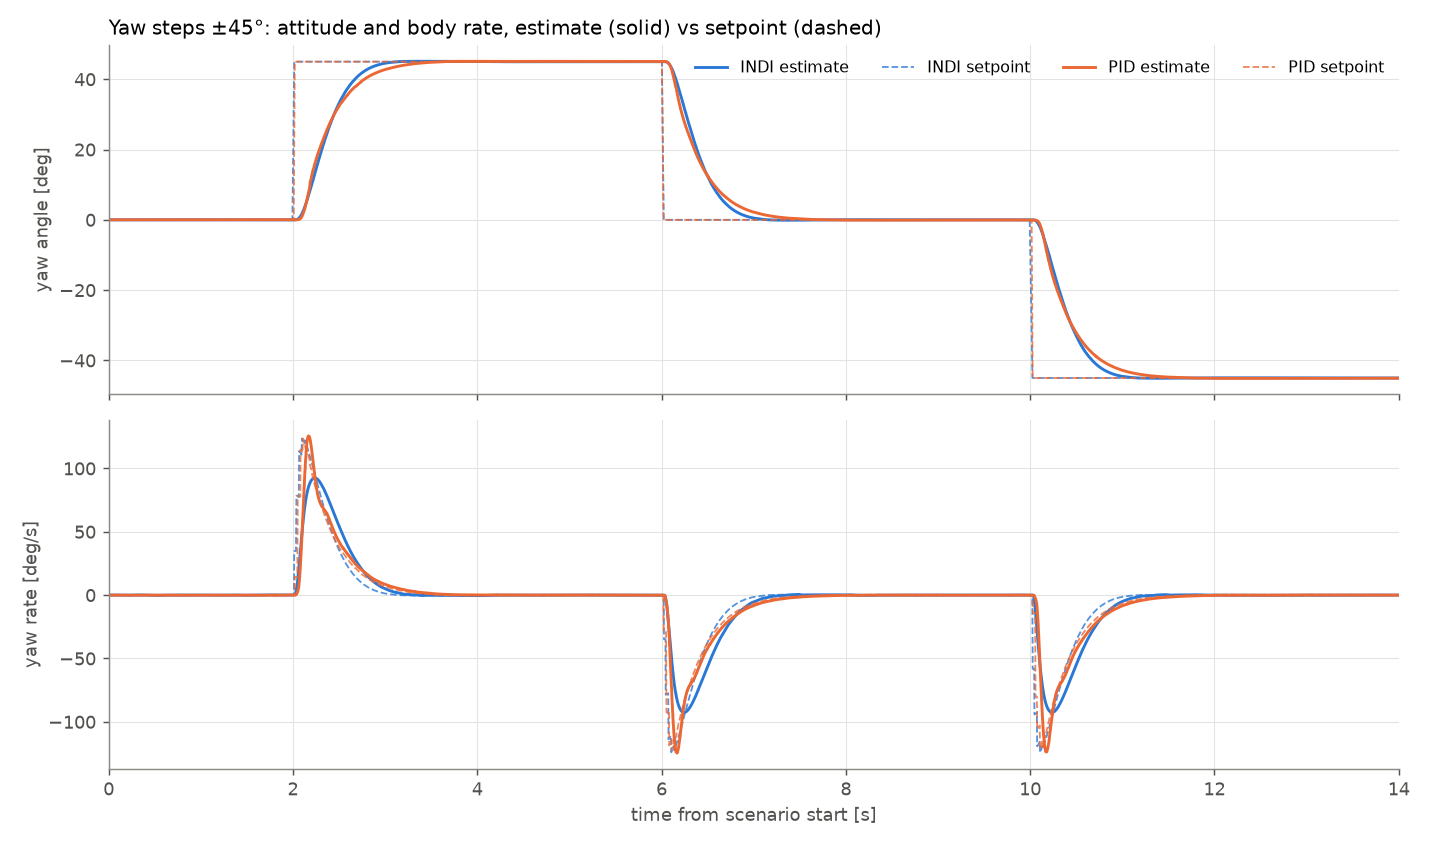 Yaw steps ±45°: attitude and body rate, estimate (solid) vs setpoint (dashed)
INDI estimate
INDI setpoint
PID estimate
PID setpoint
yaw angle [deg]
40
20
0
−20
−40
yaw rate [deg/s]
100
50
0
−50
−100
0 2 4 6 8 10 12 14
time from scenario start [s]